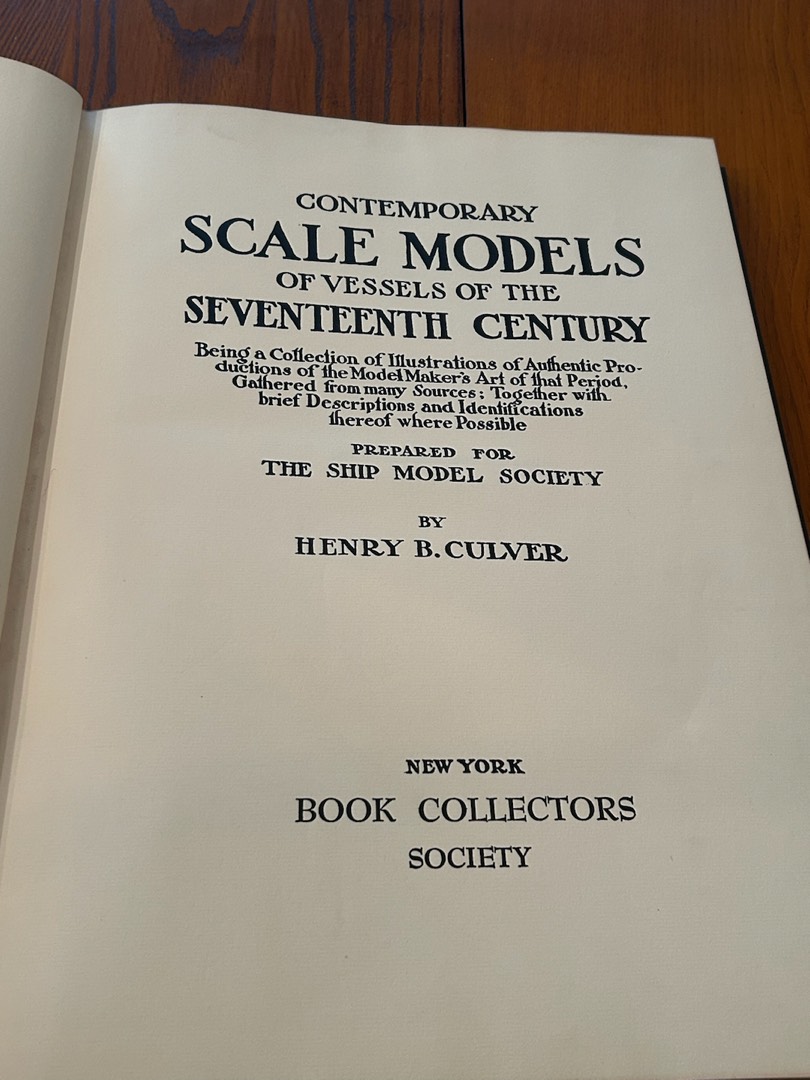 CONTEMPORARY
SCALE MODELS
OF VESSELS OF THE
SEVENTEENTH CENTURY
Being a Collection of Illustrations of Authentic Pro-
ductions of the Model Maker's Art of that Period,
Gathered from many Sources; Together with
brief Descriptions and Identifications
thereof where Possible
PREPARED FOR
THE SHIP MODEL SOCIETY
BY
HENRY B. CULVER
NEW YORK
BOOK COLLECTORS
SOCIETY